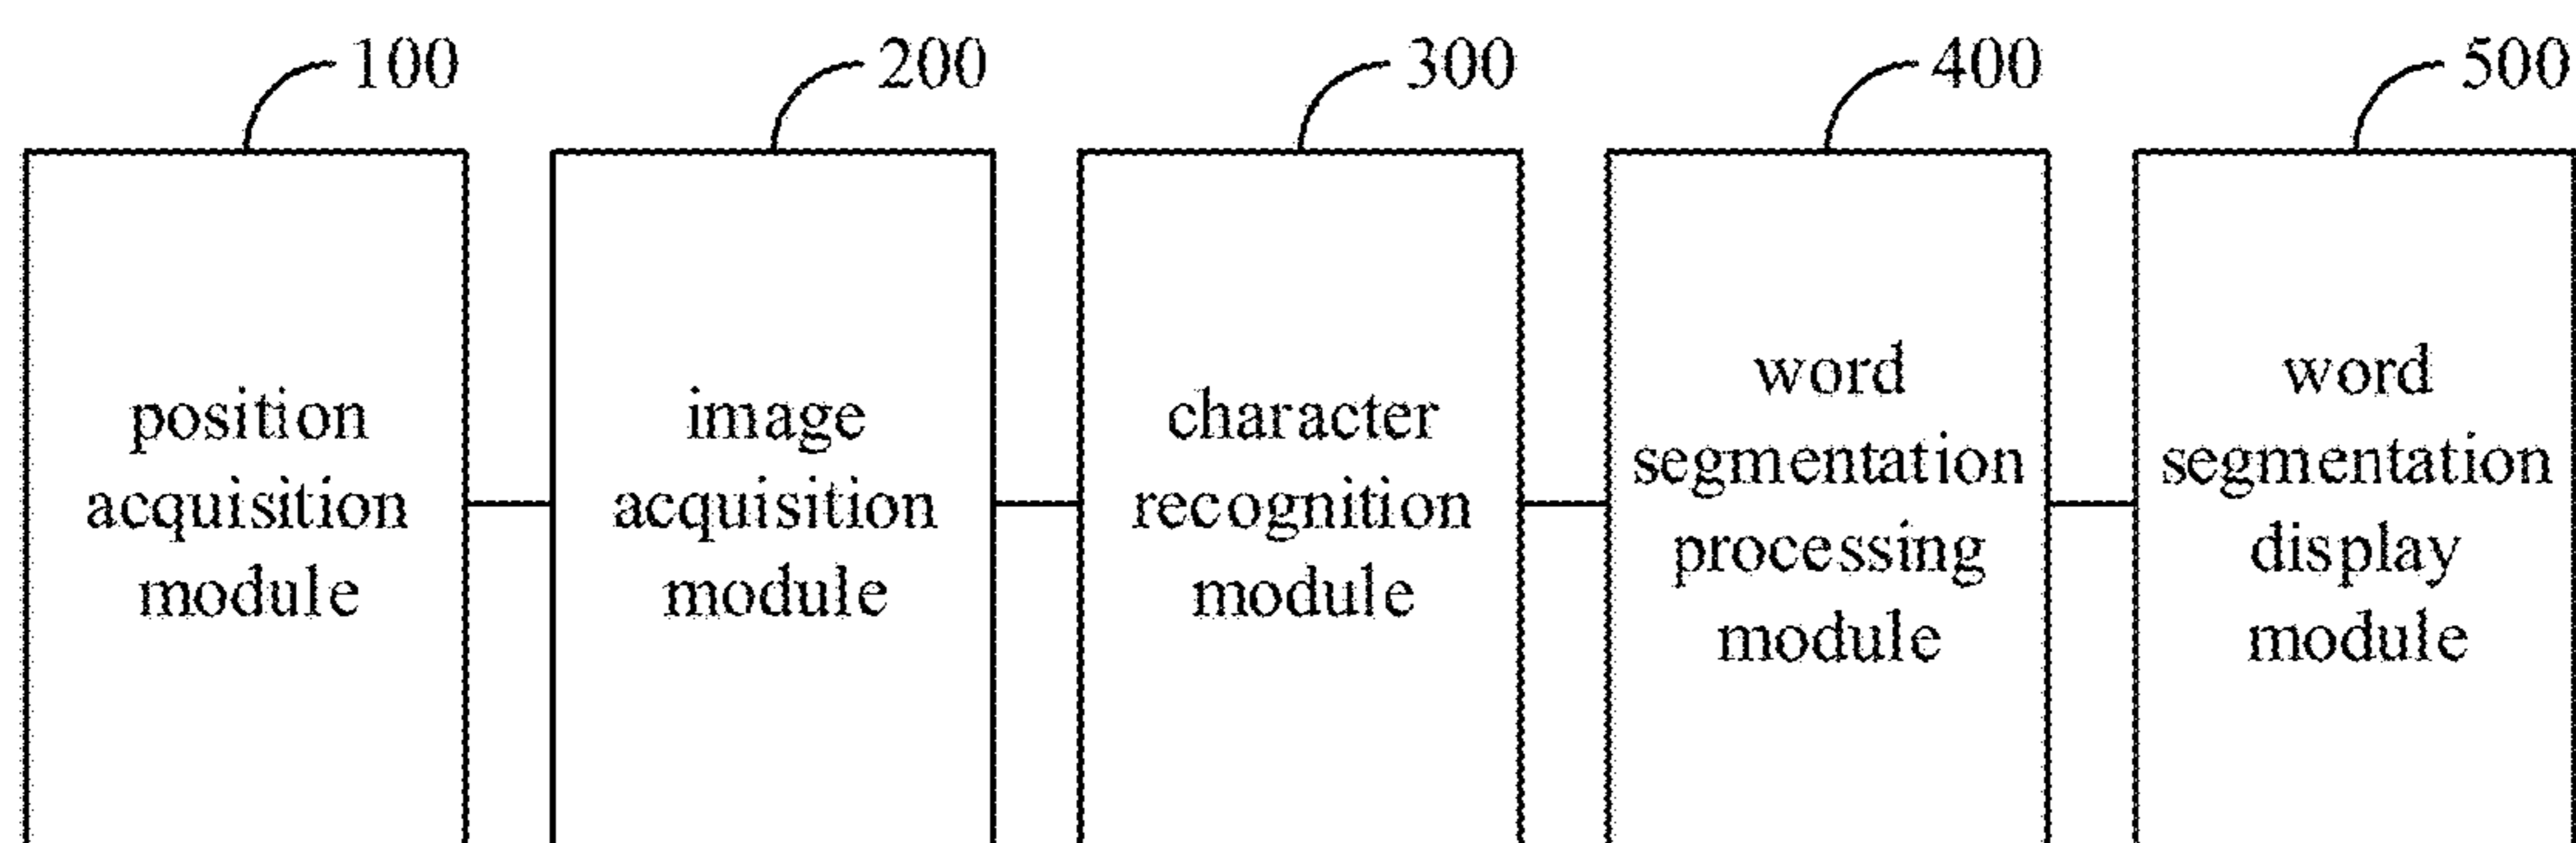 100
200
300
400
500
position
acquisition
module
image
acquisition
module
character
recognition
module
word
segmentation
processing
module
word
segmentation
display
module